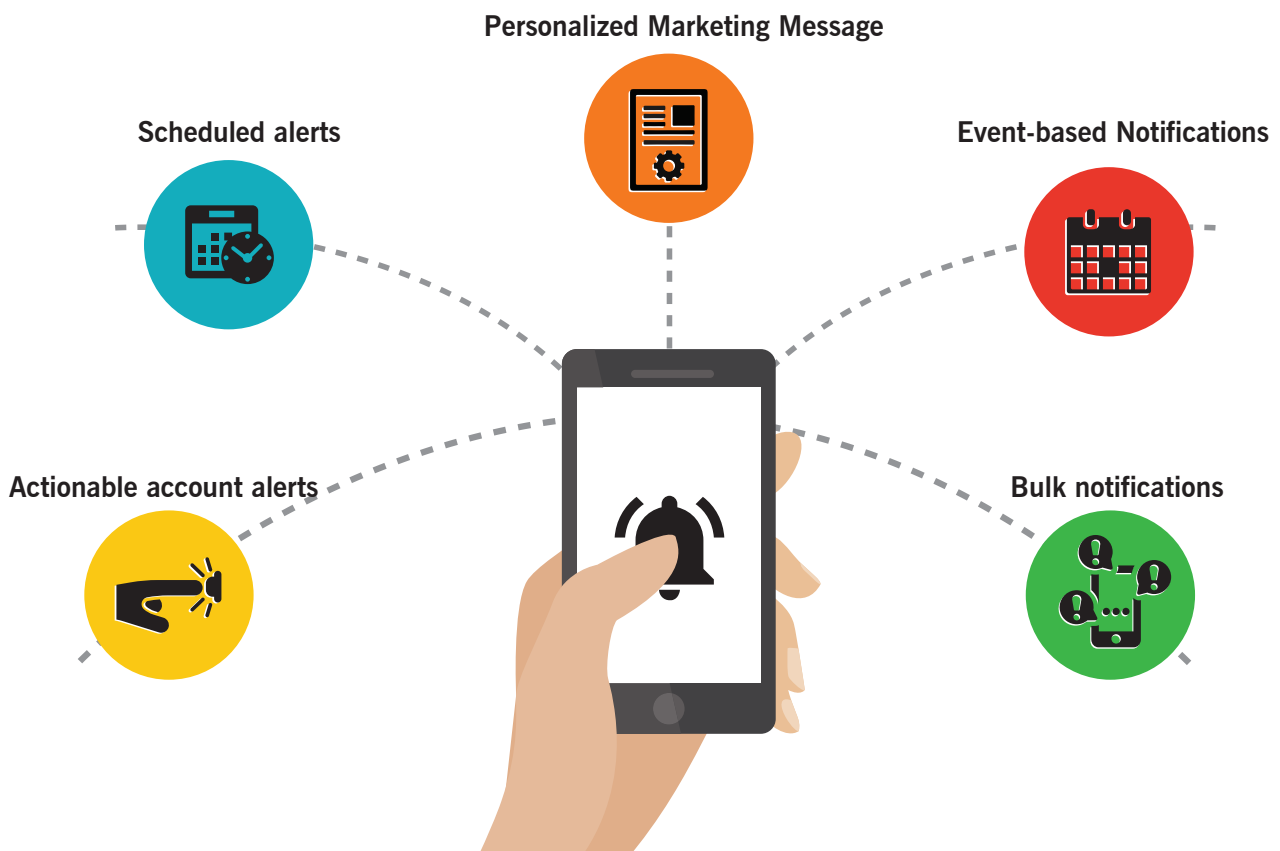 Personalized Marketing Message
Scheduled alerts
Event-based Notifications
Actionable account alerts
Bulk notifications